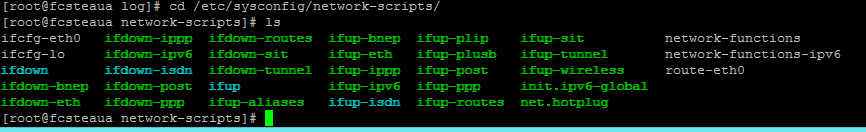 [root@fcsteaua log]# cd /etc/sysconfig/network-scripts/
[root@fcsteaua network-scripts]# ls
ifcfg-eth0 ifdown-ippp ifdown-routes ifup-bnep ifup-plip ifup-sit network-functions
ifcfg-lo ifdown-ipv6 ifdown-sit ifup-eth ifup-plusb ifup-tunnel network-functions-ipv6
ifdown ifdown-isdn ifdown-tunnel ifup-ippp ifup-post ifup-wireless route-eth0
ifdown-bnep ifdown-post ifup ifup-ipv6 ifup-ppp init.ipv6-global
ifdown-eth ifdown-ppp ifup-aliases ifup-isdn ifup-routes net.hotplug
[root@fcsteaua network-scripts]#